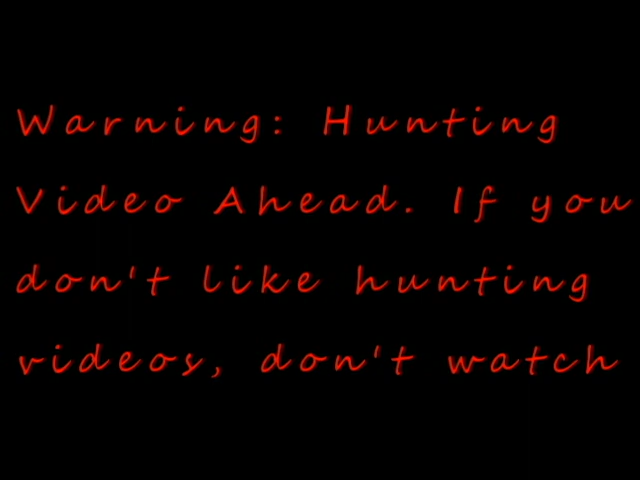 Warning: Hunting
Video Ahead. If you
don't like hunting
videos, don't watch